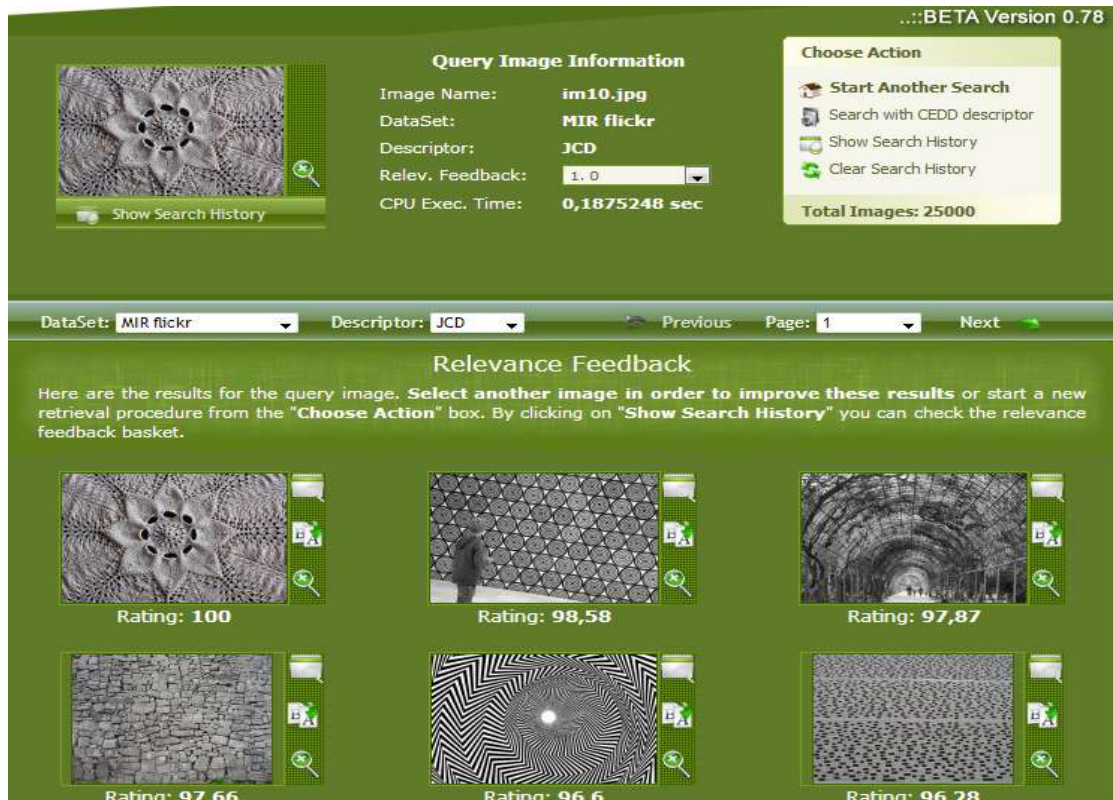 ..::BETA Version 0.78
Query Image Information
Image Name: im10.jpg
DataSet: MIR flickr
Descriptor: JCD
Relev. Feedback: 1. 0
CPU Exec. Time: 0,1875248 sec
Show Search History
Choose Action
Start Another Search
Search with CEDD descriptor
Show Search History
Clear Search History
Total Images: 25000
DataSet: MIR flickr Descriptor: JCD Previous Page: 1 Next
Relevance Feedback
Here are the results for the query image. Select another image in order to improve these results or start a new
retrieval procedure from the "Choose Action" box. By clicking on "Show Search History" you can check the relevance
feedback basket.
Rating: 100 Rating: 98,58 Rating: 97,87
Rating: 97,66 Rating: 96,6 Rating: 96,28